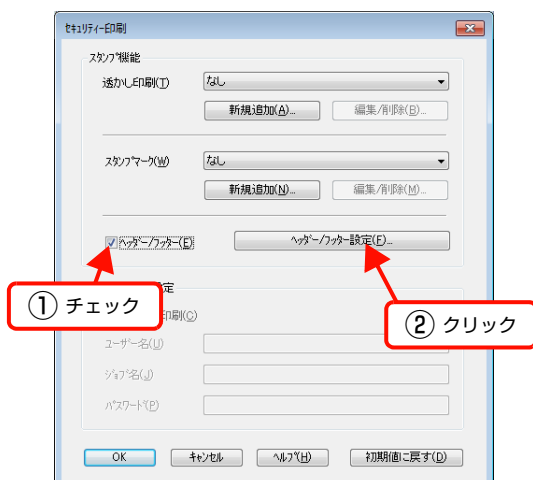 セキュリティー印刷
スタンプ機能
透かし印刷(T)
なし
新規追加(A)...
編集/削除(B)...
スタンプマーク(W)
なし
新規追加(N)...
編集/削除(M)...
ヘッダー/フッター(E)
ヘッダー/フッター設定(F)...
定
① チェック
印刷(C)
② クリック
ユーザー名(U)
ジョブ名(J)
パスワード(P)
OK
キャンセル
ヘルプ(H)
初期値に戻す(D)